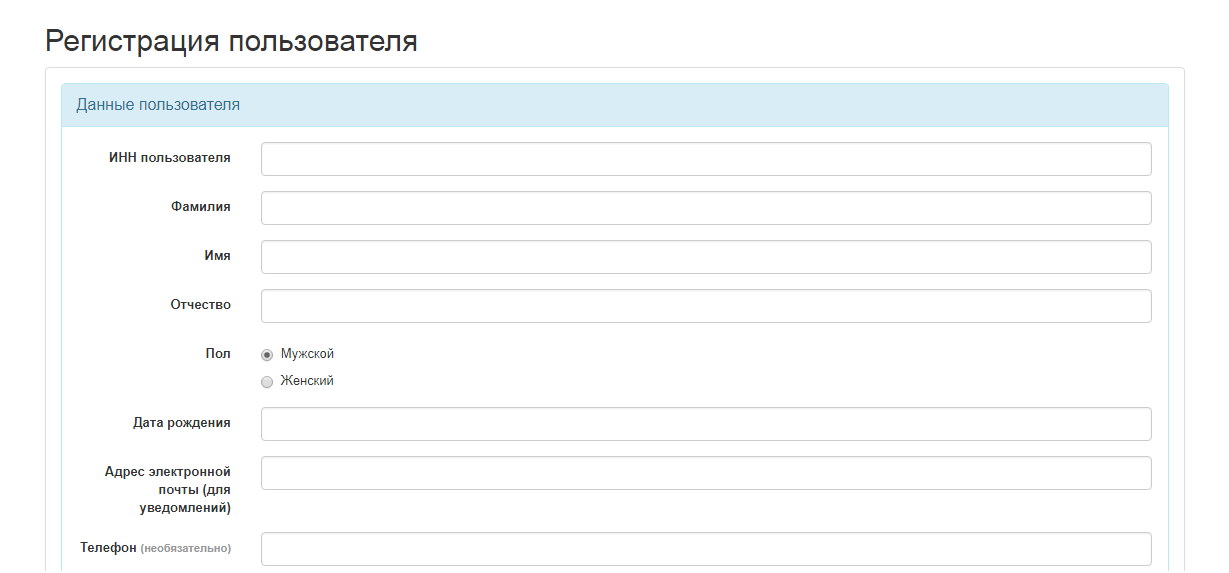 Регистрация пользователя
Данные пользователя
ИНН пользователя
Фамилия
Имя
Отчество
Пол
Мужской
Женский
Дата рождения
Адрес электронной
почты (для
уведомлений)
Телефон (необязательно)